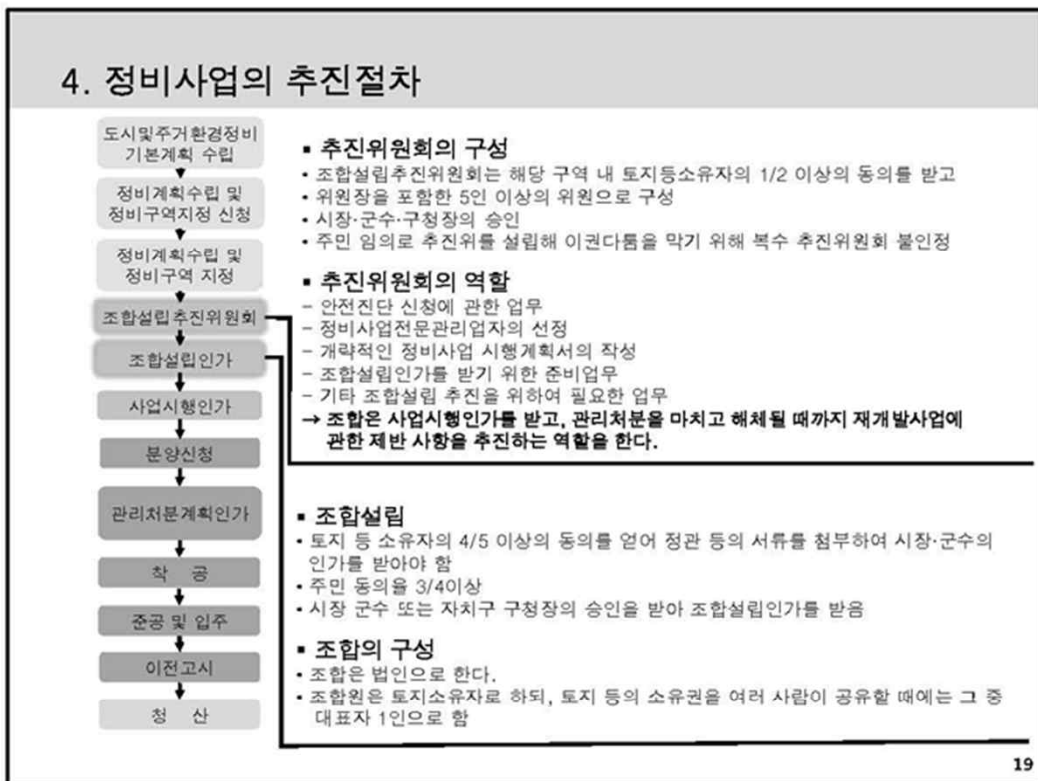 4. 정비사업의 추진절차
도시및주거환경정비
기본계획 수립
정비계획수립 및
정비구역지정 신청
정비계획수립 및
정비구역 지정
조합설립추진위원회
조합설립인가
사업시행인가
분양신청
관리처분계획인가
착 공
준공 및 입주
이전고시
청 산
▪ 추진위원회의 구성
• 조합설립추진위원회는 해당 구역 내 토지등소유자의 1/2 이상의 동의를 받고
• 위원장을 포함한 5인 이상의 위원으로 구성
• 시장·군수·구청장의 승인
• 주민 임의로 추진위를 설립해 이권다툼을 막기 위해 복수 추진위원회 불인정
▪ 추진위원회의 역할
– 안전진단 신청에 관한 업무
– 정비사업전문관리업자의 선정
– 개략적인 정비사업 시행계획서의 작성
– 조합설립인가를 받기 위한 준비업무
– 기타 조합설립 추진을 위하여 필요한 업무
→ 조합은 사업시행인가를 받고, 관리처분을 마치고 해체될 때까지 재개발사업에
관한 제반 사항을 추진하는 역할을 한다.
▪ 조합설립
• 토지 등 소유자의 4/5 이상의 동의를 얻어 정관 등의 서류를 첨부하여 시장·군수의
인가를 받아야 함
• 주민 동의율 3/4이상
• 시장 군수 또는 자치구 구청장의 승인을 받아 조합설립인가를 받음
▪ 조합의 구성
• 조합은 법인으로 한다.
• 조합원은 토지소유자로 하되, 토지 등의 소유권을 여러 사람이 공유할 때에는 그 중
대표자 1인으로 함
19